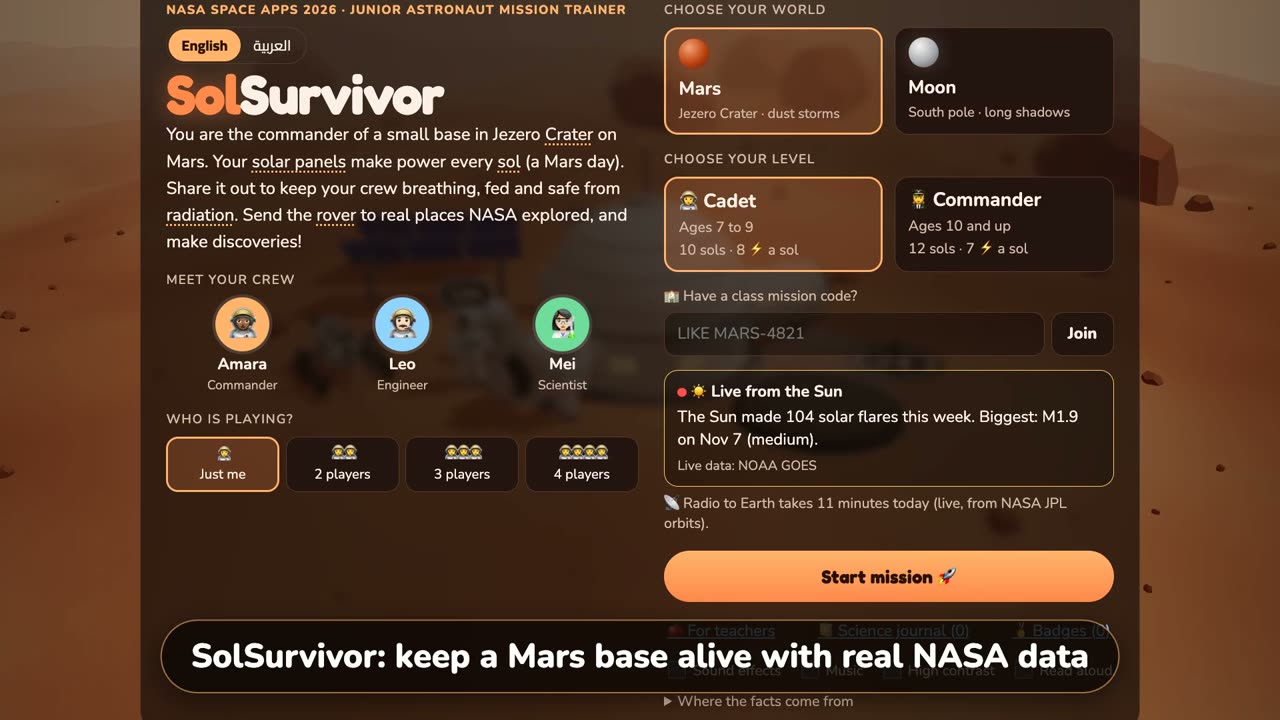 NASA SPACE APPS 2026 · JUNIOR ASTRONAUT MISSION TRAINER
English
العربية
SolSurvivor
You are the commander of a small base in Jezero Crater on
Mars. Your solar panels make power every sol (a Mars day).
Share it out to keep your crew breathing, fed and safe from
radiation. Send the rover to real places NASA explored, and
make discoveries!
MEET YOUR CREW
Amara
Commander
Leo
Engineer
Mei
Scientist
WHO IS PLAYING?
Just me
2 players
3 players
4 players
CHOOSE YOUR WORLD
Mars
Jezero Crater · dust storms
Moon
South pole · long shadows
CHOOSE YOUR LEVEL
Cadet
Ages 7 to 9
10 sols · 8 ⚡ a sol
Commander
Ages 10 and up
12 sols · 7 ⚡ a sol
Have a class mission code?
LIKE MARS-4821
Join
Live from the Sun
The Sun made 104 solar flares this week. Biggest: M1.9
on Nov 7 (medium).
Live data: NOAA GOES
Radio to Earth takes 11 minutes today (live, from NASA JPL
orbits).
Start mission
For teachers
Science journal (0)
Badges (0)
SolSurvivor: keep a Mars base alive with real NASA data
Sound effects
Music
High contrast
Read aloud
Where the facts come from